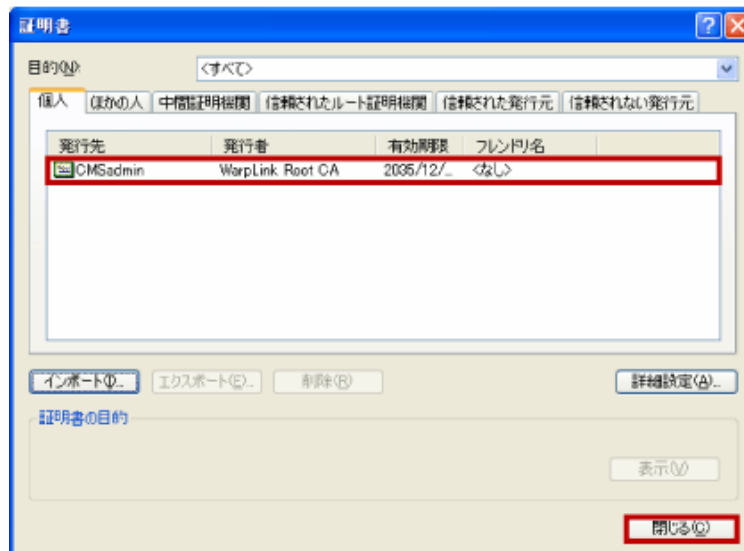 証明書
目的(N): <すべて>
個人 ほかの人 中間証明機関 信頼されたルート証明機関 信頼された発行元 信頼されない発行元
発行先 発行者 有効期限 フレンドリ名
CMSadmin WarpLink Root CA 2035/12/... <なし>
インポート(I)... エクスポート(E)... 削除(R) 詳細設定(A)...
証明書の目的
表示(V)
閉じる(C)